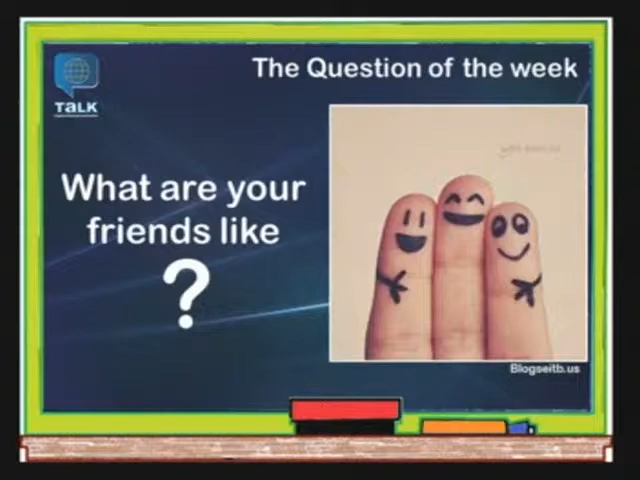 The Question of the week
TALK
What are your
friends like
?
Blogseitb.us